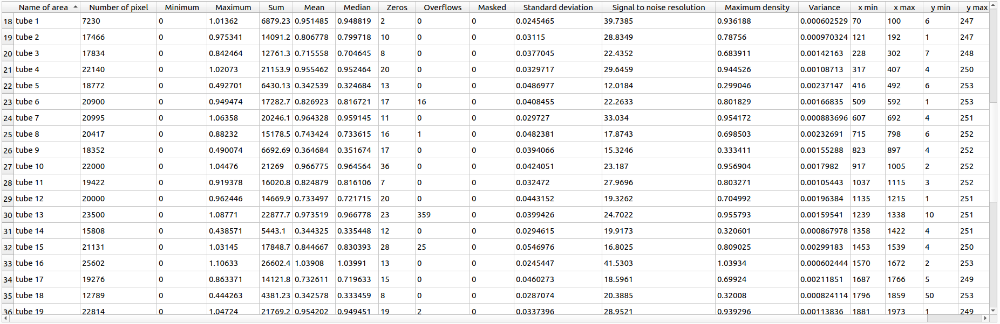 Name of area Number of pixel Minimum Maximum Sum Mean Median Zeros Overflows Masked Standard deviation Signal to noise resolution Maximum density Variance x min x max y min y max
18 tube 1 7230 0 1.01362 6879.23 0.951485 0.948819 2 0 0 0.0245465 39.7385 0.936188 0.000602529 70 100 6 247
19 tube 2 17466 0 0.975341 14091.2 0.806778 0.799718 10 0 0 0.03115 28.8349 0.78756 0.000970324 121 192 1 247
20 tube 3 17834 0 0.842464 12761.3 0.715558 0.704645 8 0 0 0.0377045 22.4352 0.683911 0.00142163 228 302 7 248
21 tube 4 22140 0 1.02073 21153.9 0.955462 0.952464 20 0 0 0.0329717 29.6459 0.944526 0.00108713 317 407 4 250
22 tube 5 18772 0 0.492701 6430.13 0.342539 0.324684 13 0 0 0.0486977 12.0184 0.299046 0.00237147 416 492 6 253
23 tube 6 20900 0 0.949474 17282.7 0.826923 0.816721 17 16 0 0.0408455 22.2633 0.801829 0.00166835 509 592 1 253
24 tube 7 20995 0 1.06358 20246.1 0.964328 0.959145 11 0 0 0.029727 33.034 0.954172 0.000883696 607 692 4 251
25 tube 8 20417 0 0.88232 15178.5 0.743424 0.733615 16 1 0 0.0482381 17.8743 0.698503 0.00232691 715 798 6 252
26 tube 9 18352 0 0.490074 6692.69 0.364684 0.351674 17 0 0 0.0394066 15.3246 0.333411 0.00155288 823 897 4 252
27 tube 10 22000 0 1.04476 21269 0.966775 0.964564 36 0 0 0.0424051 23.187 0.956904 0.0017982 917 1005 2 252
28 tube 11 19422 0 0.919378 16020.8 0.824879 0.816106 7 0 0 0.032472 27.9696 0.803271 0.00105443 1037 1115 3 252
29 tube 12 20000 0 0.962446 14669.9 0.733497 0.721715 20 0 0 0.0443152 19.3262 0.704992 0.00196384 1135 1215 1 251
30 tube 13 23500 0 1.08771 22877.7 0.973519 0.966778 23 359 0 0.0399426 24.7022 0.955793 0.00159541 1239 1338 10 251
31 tube 14 15808 0 0.438571 5443.1 0.344325 0.335448 12 0 0 0.0294615 19.9173 0.320601 0.000867978 1358 1422 4 251
32 tube 15 21131 0 1.03145 17848.7 0.844667 0.830393 28 25 0 0.0546976 16.8025 0.809025 0.00299183 1453 1539 4 250
33 tube 16 25602 0 1.10633 26602.4 1.03908 1.03991 13 0 0 0.0245447 41.5303 1.03934 0.000602444 1570 1672 2 253
34 tube 17 19276 0 0.863371 14121.8 0.732611 0.719633 15 0 0 0.0460273 18.5961 0.69924 0.00211851 1687 1766 5 249
35 tube 18 12789 0 0.444263 4381.23 0.342578 0.333459 8 0 0 0.0287074 20.3885 0.32008 0.000824114 1796 1859 50 253
36 tube 19 22814 0 1.04724 21769.2 0.954202 0.949451 19 2 0 0.0337396 28.9521 0.939296 0.00113836 1881 1973 1 249